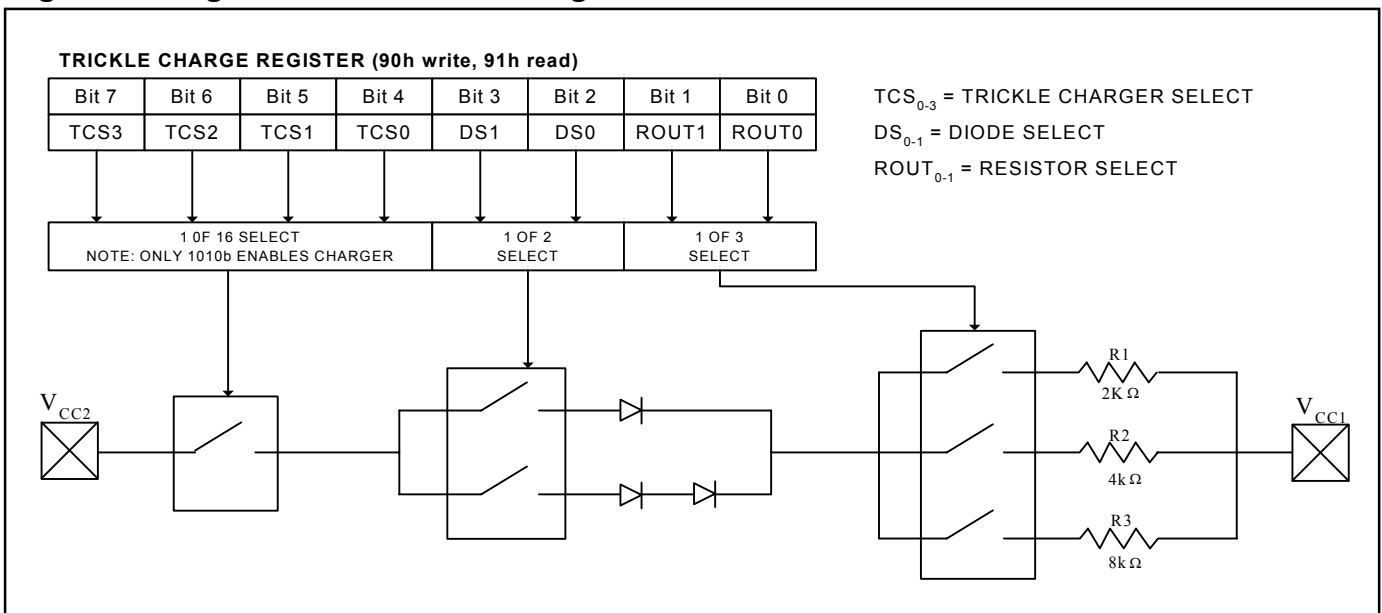 TRICKLE CHARGE REGISTER (90h write, 91h read)
Bit 7 Bit 6 Bit 5 Bit 4 Bit 3 Bit 2 Bit 1 Bit 0
TCS3 TCS2 TCS1 TCS0 DS1 DS0 ROUT1 ROUT0
TCS0-3 = TRICKLE CHARGER SELECT
DS0-1 = DIODE SELECT
ROUT0-1 = RESISTOR SELECT
1 0F 16 SELECT
NOTE: ONLY 1010b ENABLES CHARGER
1 OF 2
SELECT
1 OF 3
SELECT
VCC2
R1
2K Ω
R2
4k Ω
R3
8k Ω
VCC1